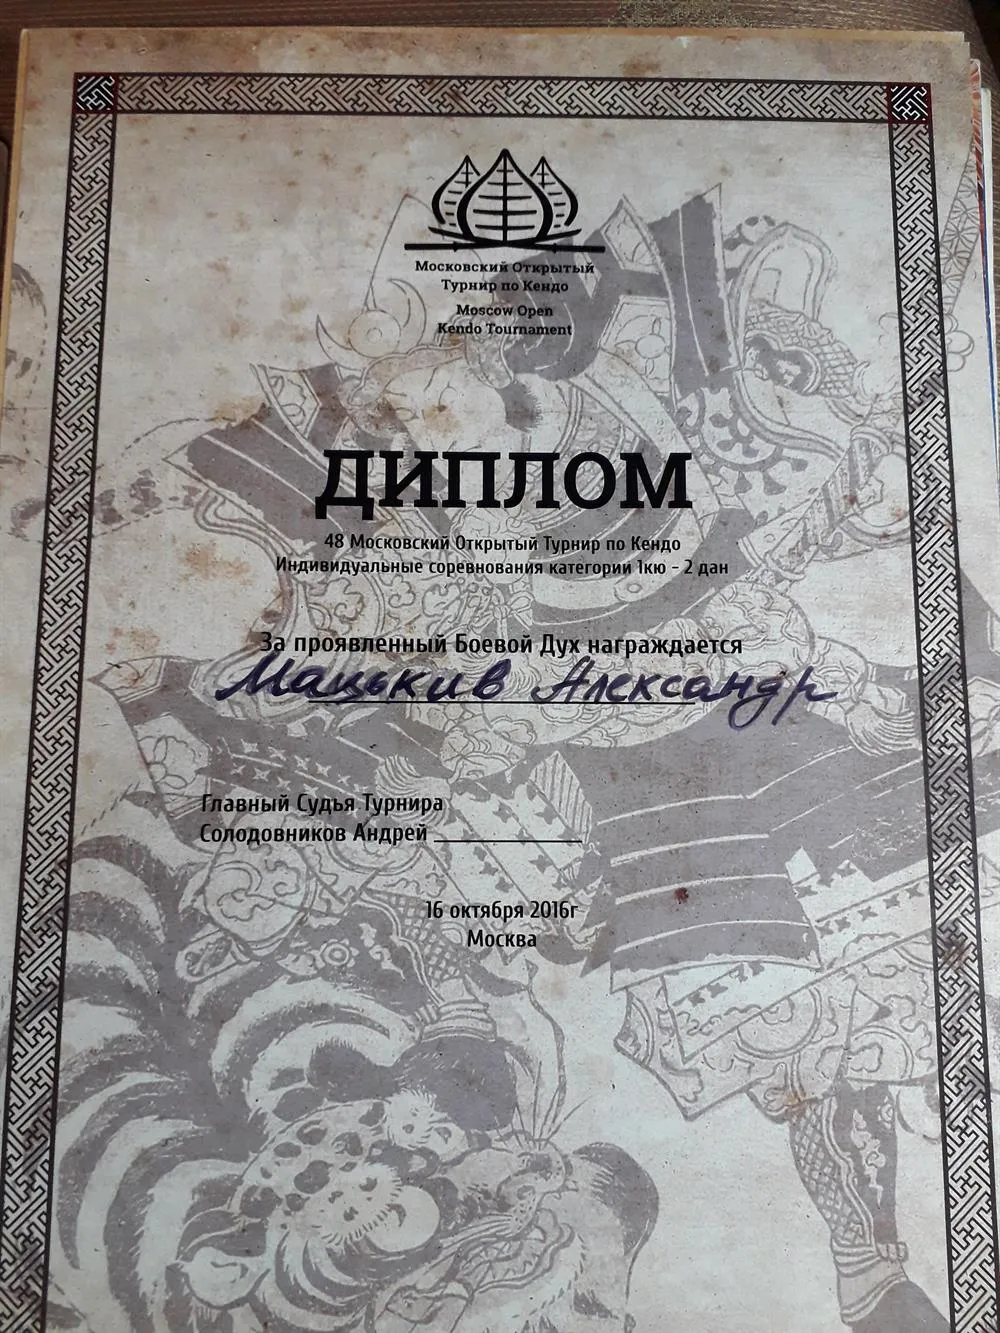 Московский Открытый
Турнир по Кендо
Moscow Open
Kendo Tournament
ДИПЛОМ
48 Московский Открытый Турнир по Кендо
Индивидуальные соревнования категории 1кю - 2 дан
За проявленный Боевой Дух награждается
Мацькив Александр
Главный Судья Турнира
Солодовников Андрей
16 октября 2016г
Москва